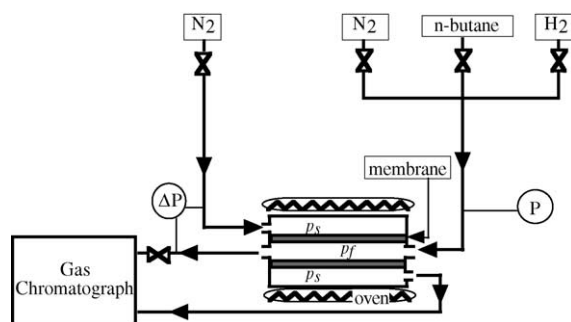 N2
N2
n-butane
H2
membrane
ΔP
P
ps
pf
ps
oven
Gas
Chromatograph